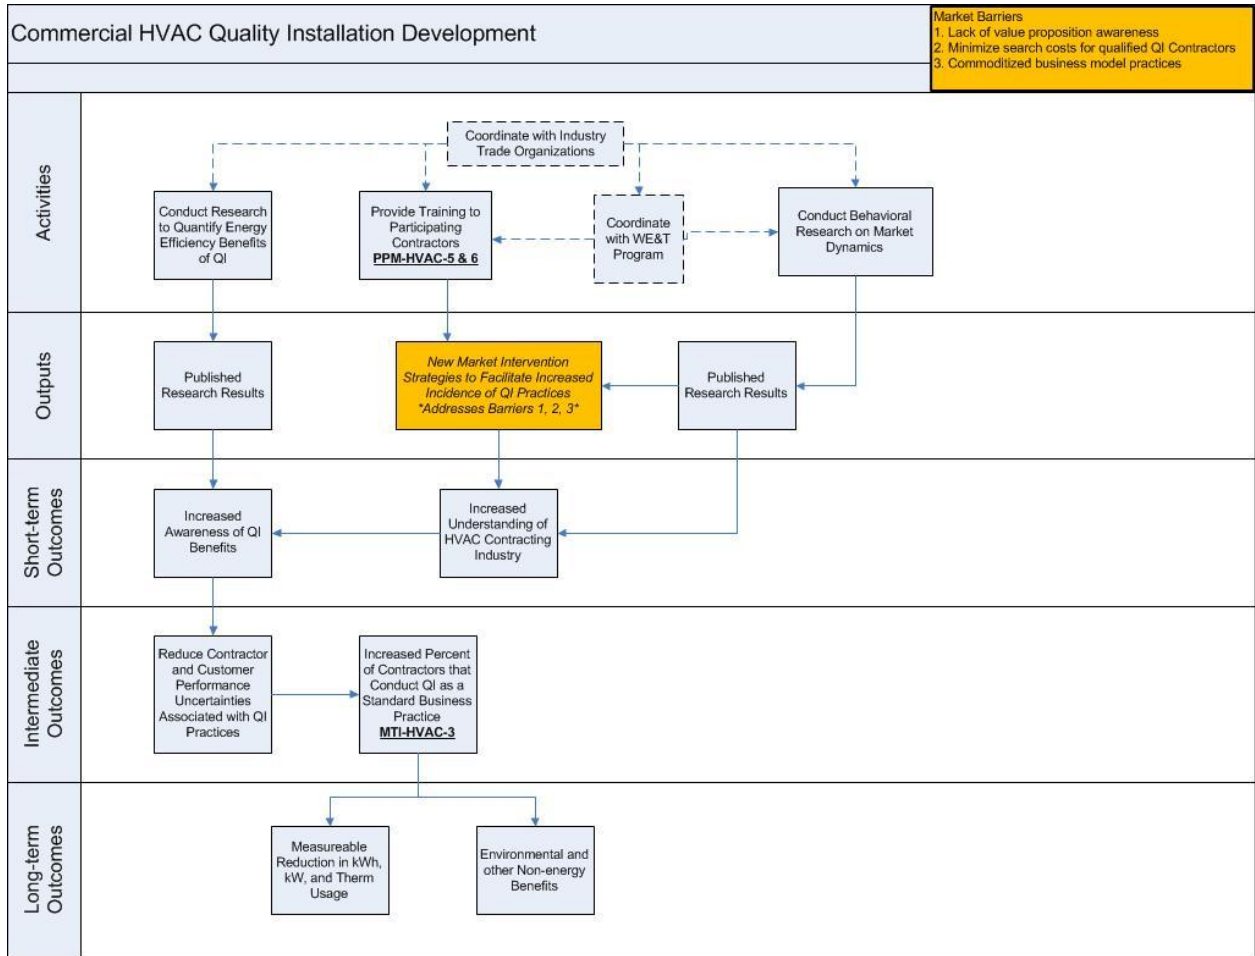 Commercial HVAC Quality Installation Development
Market Barriers
1. Lack of value proposition awareness
2. Minimize search costs for qualified QI Contractors
3. Commoditized business model practices
Activities
Coordinate with Industry
Trade Organizations
Conduct Research
to Quantify Energy
Efficiency Benefits
of QI
Provide Training to
Participating
Contractors
PPM-HVAC-5 & 6
Coordinate
with WE&T
Program
Conduct Behavioral
Research on Market
Dynamics
Outputs
Published
Research Results
New Market Intervention
Strategies to Facilitate Increased
Incidence of QI Practices
*Addresses Barriers 1, 2, 3*
Published
Research Results
Short-term
Outcomes
Increased
Awareness of QI
Benefits
Increased
Understanding of
HVAC Contracting
Industry
Intermediate
Outcomes
Reduce Contractor
and Customer
Performance
Uncertainties
Associated with QI
Practices
Increased Percent
of Contractors that
Conduct QI as a
Standard Business
Practice
MTI-HVAC-3
Long-term
Outcomes
Measureable
Reduction in kWh,
kW, and Therm
Usage
Environmental and
other Non-energy
Benefits